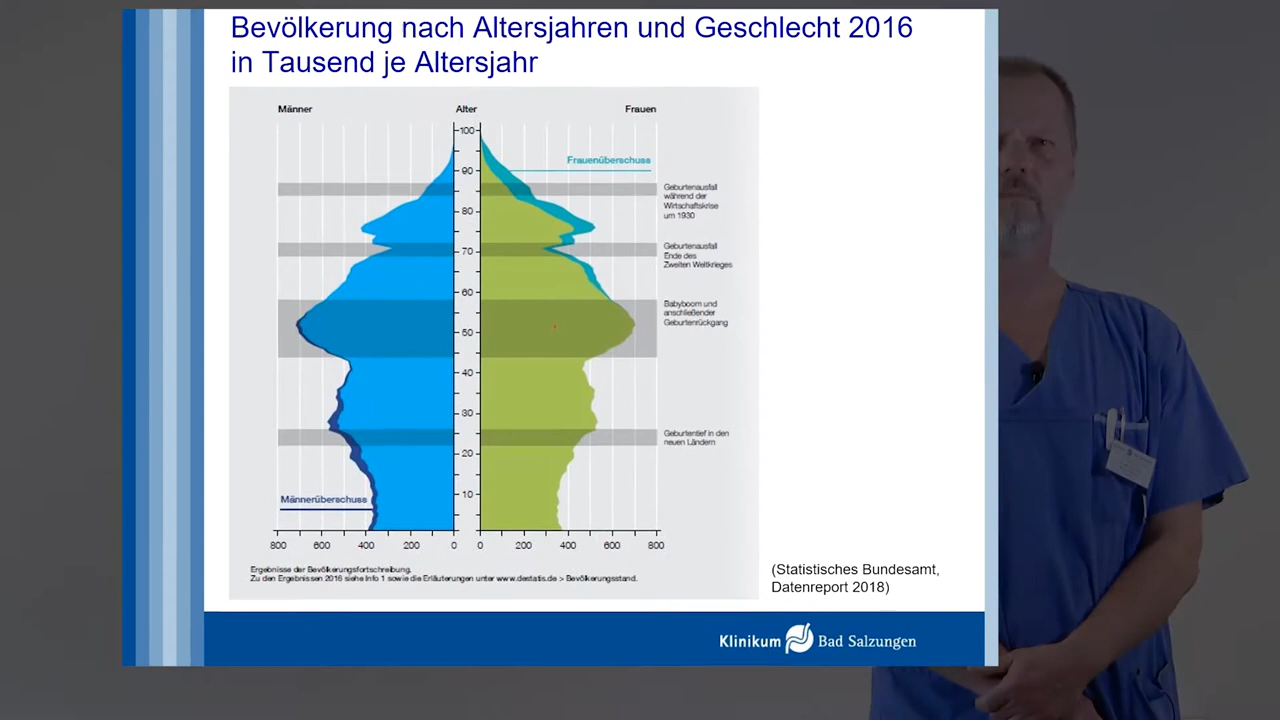 Bevölkerung nach Altersjahren und Geschlecht 2016
in Tausend je Altersjahr
Männer
Alter
Frauen
100
90
80
70
60
50
40
30
20
10
Frauenüberschuss
Geburtenausfall
während der
Wirtschaftskrise
um 1930
Geburtenausfall
Ende des
Zweiten Weltkrieges
Babyboom und
anschließender
Geburtenrückgang
Geburtentief in den
neuen Ländern
Männerüberschuss
800 600 400 200 0 0 200 400 600 800
Ergebnisse der Bevölkerungsfortschreibung.
Zu den Ergebnissen 2016 siehe Info 1 sowie die Erläuterungen unter www.destatis.de > Bevölkerungsstand.
(Statistisches Bundesamt,
Datenreport 2018)
Klinikum Bad Salzungen